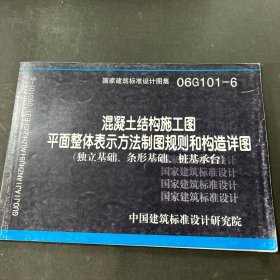 国家建筑标准设计图集 06G101-6
GUOJIAJIANZHUBIAOZHUNSHEJI 06G101-6
混凝土结构施工图
平面整体表示方法制图规则和构造详图
(独立基础、条形基础、桩基承台)
国家建筑标准设计
国家建筑标准设计
国家建筑标准设计
中国建筑标准设计研究院